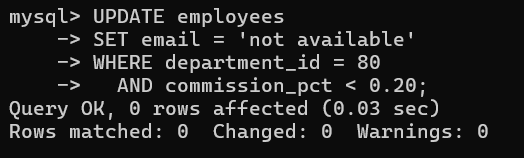 mysql> UPDATE employees
    -> SET email = 'not available'
    -> WHERE department_id = 80
    ->   AND commission_pct < 0.20;
Query OK, 0 rows affected (0.03 sec)
Rows matched: 0  Changed: 0  Warnings: 0